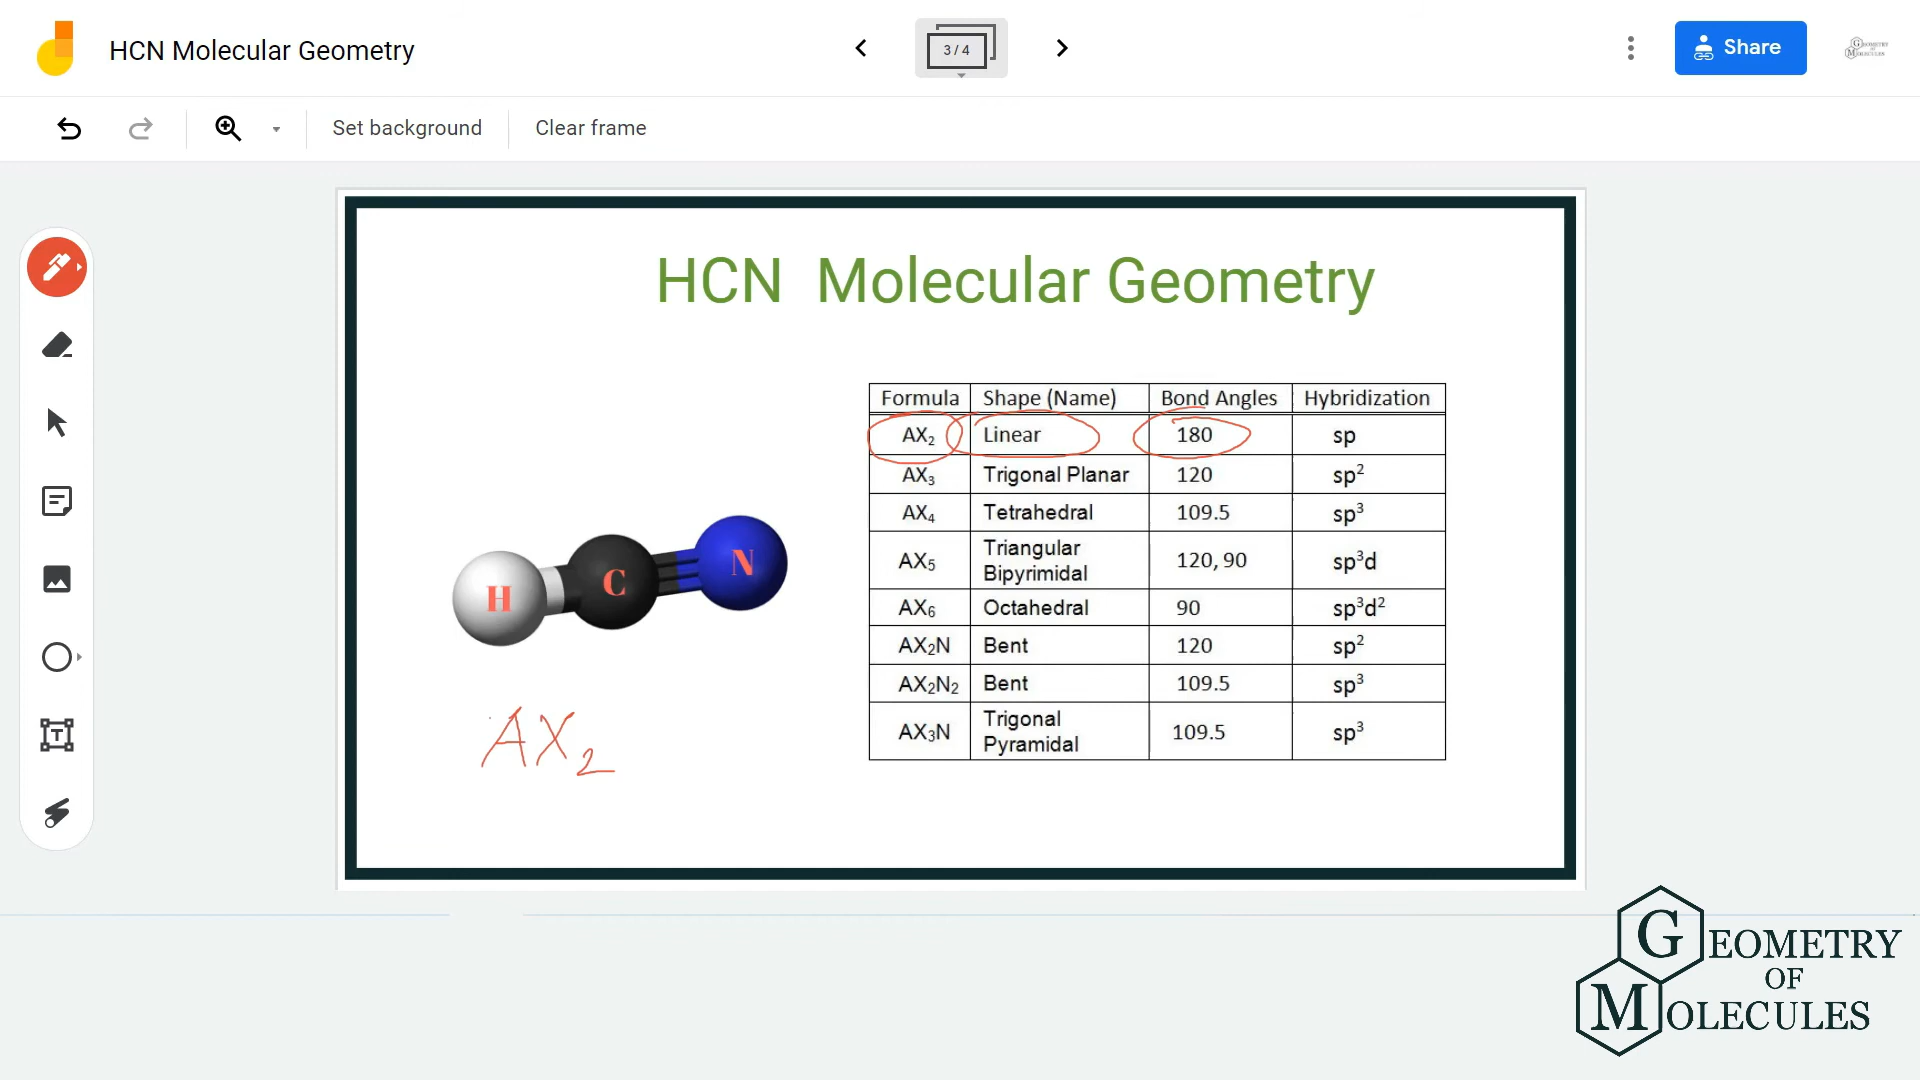 HCN Molecular Geometry
3 / 4
Share
GEOMETRY
OF
MOLECULES
Set background
Clear frame
HCN Molecular Geometry
Formula Shape (Name) Bond Angles Hybridization
AX₂ Linear 180 sp
AX₃ Trigonal Planar 120 sp²
AX₄ Tetrahedral 109.5 sp³
AX₅ Triangular Bipyrimidal 120, 90 sp³d
AX₆ Octahedral 90 sp³d²
AX₂N Bent 120 sp²
AX₂N₂ Bent 109.5 sp³
AX₃N Trigonal Pyramidal 109.5 sp³
H C N
AX₂
T
GEOMETRY
OF
MOLECULES